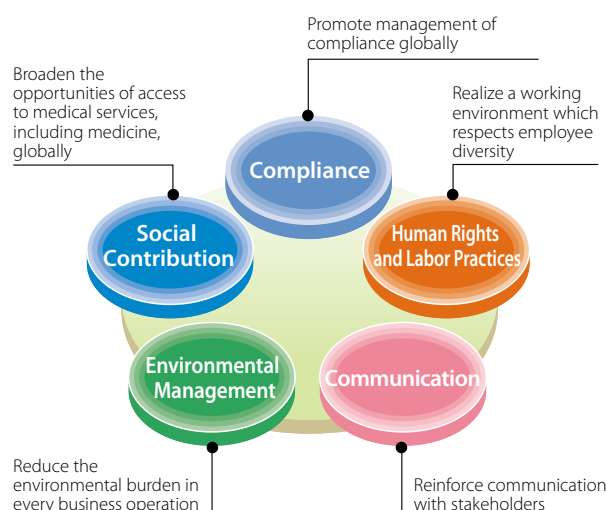 Promote management of
compliance globally
Broaden the
opportunities of access
to medical services,
including medicine,
globally
Realize a working
environment which
respects employee
diversity
Compliance
Social
Contribution
Human Rights
and Labor Practices
Environmental
Management
Communication
Reduce the
environmental burden in
every business operation
Reinforce communication
with stakeholders